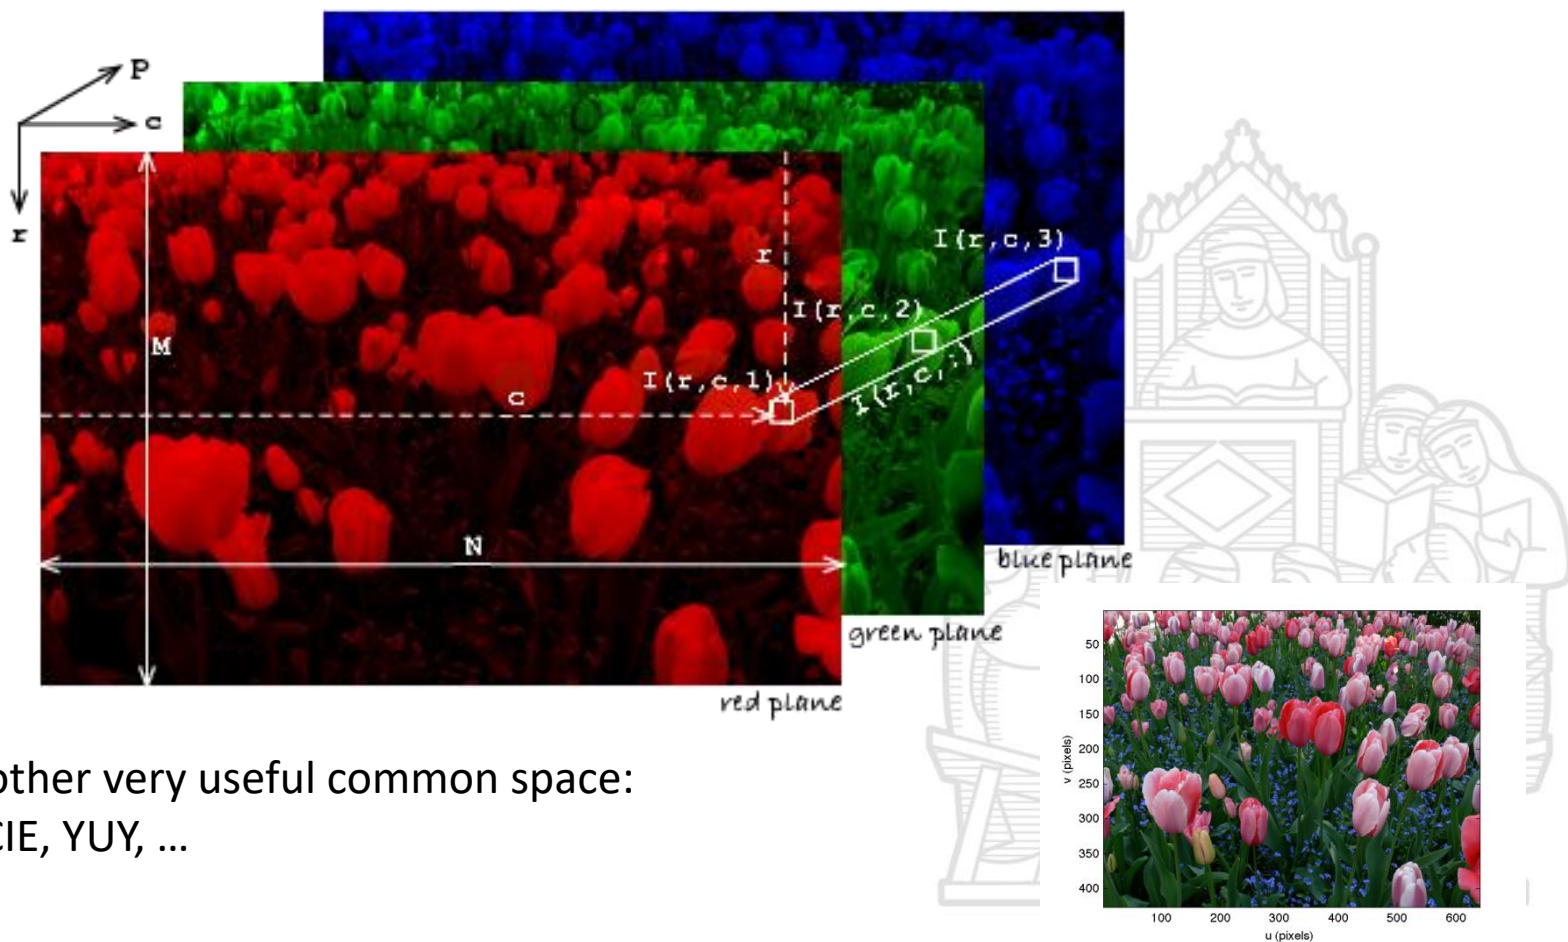 P
c
r
M
N
r
c
I(r,c,1)
I(r,c,2)
I(r,c,3)
I(r,c,:)
red plane
green plane
blue plane
other very useful common space:
CIE, YUY, ...
50
100
150
200
250
300
350
400
v (pixels)
100 200 300 400 500 600
u (pixels)